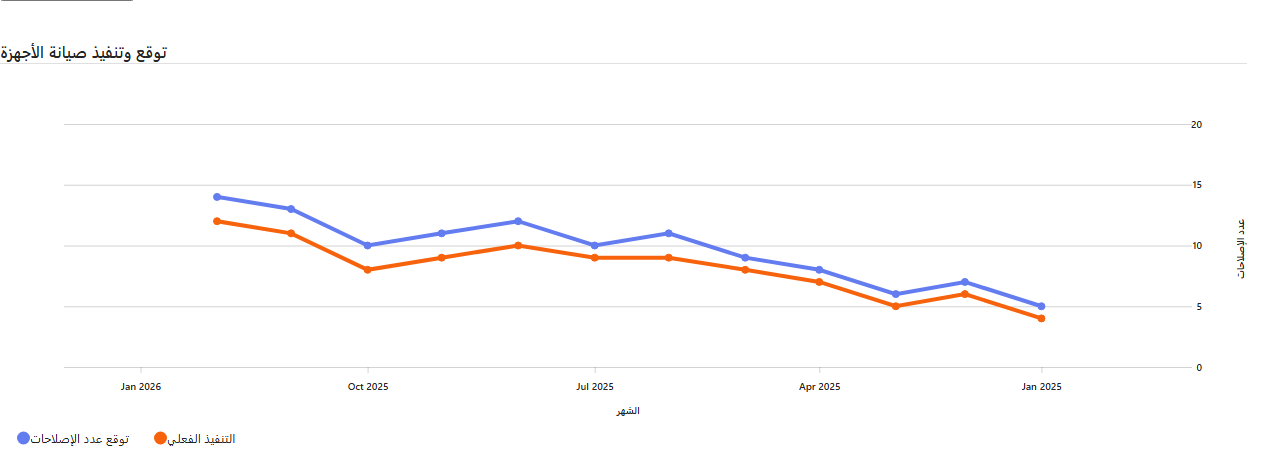 توقع وتنفيذ صيانة الأجهزة
20
15
10
5
0
عدد الإصلاحات
Jan 2026
Oct 2025
Jul 2025
Apr 2025
Jan 2025
الشهر
توقع عدد الإصلاحات
التنفيذ الفعلي